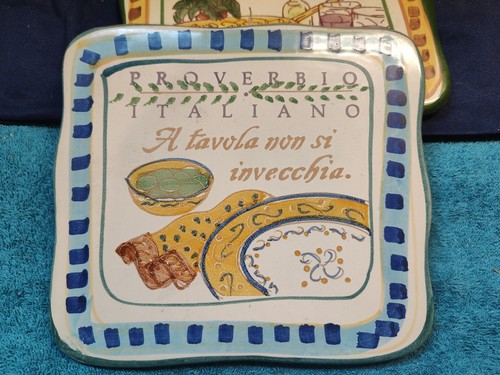 PROVERBIO
ITALIANO
A tavola non si
invecchia.